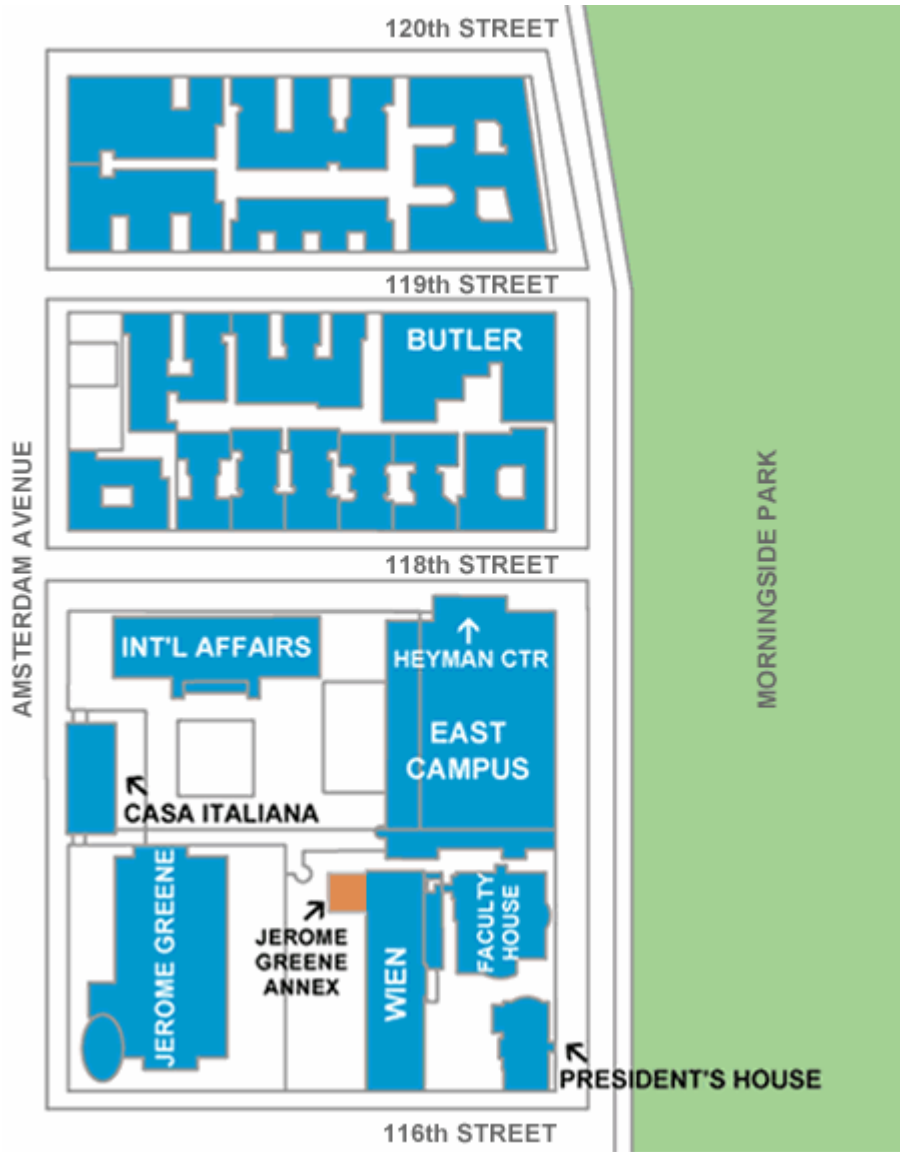 120th STREET
119th STREET
BUTLER
AMSTERDAM AVENUE
MORNINGSIDE PARK
118th STREET
INT'L AFFAIRS
HEYMAN CTR
EAST
CAMPUS
CASA ITALIANA
JEROME GREENE
JEROME
GREENE
ANNEX
WIEN
FACULTY
HOUSE
PRESIDENT'S HOUSE
116th STREET